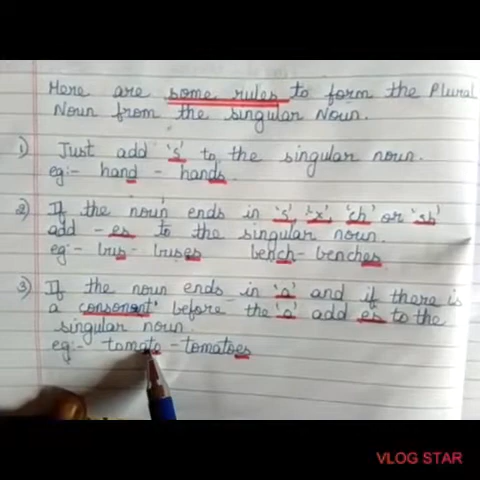 Here are some rules to form the Plural
Noun from the singular Noun.
1) Just add 's' to the singular noun.
eg:- hand - hands
2) If the noun ends in 's', 'x', 'ch' or 'sh'
add - es to the singular noun.
eg:- bus - buses bench - benches
3) If the noun ends in 'o' and if there is
a consonant' before the 'o' add es to the
singular noun.
eg:- tomato - tomatoes
VLOG STAR